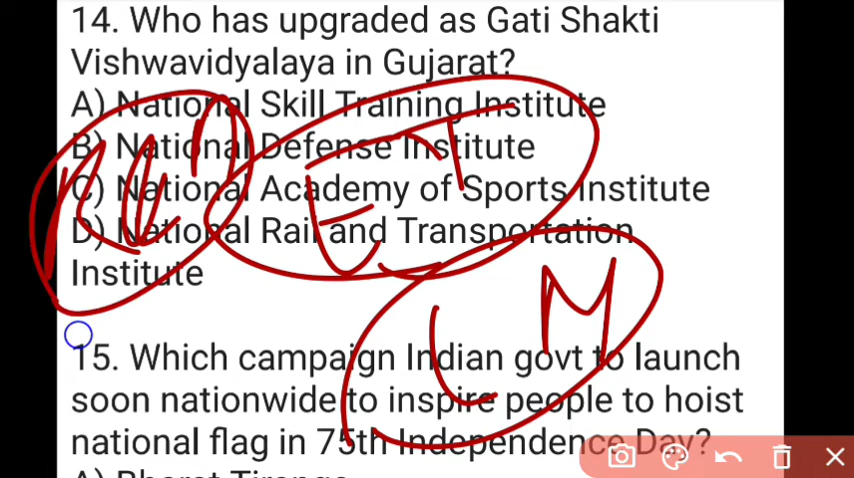 14. Who has upgraded as Gati Shakti
Vishwavidyalaya in Gujarat?
A) National Skill Training Institute
B) National Defense Institute
C) National Academy of Sports Institute
D) National Rail and Transportation
Institute
15. Which campaign Indian govt to launch
soon nationwide to inspire people to hoist
national flag in 75th Independence Day?
A) Bharat Tiranga